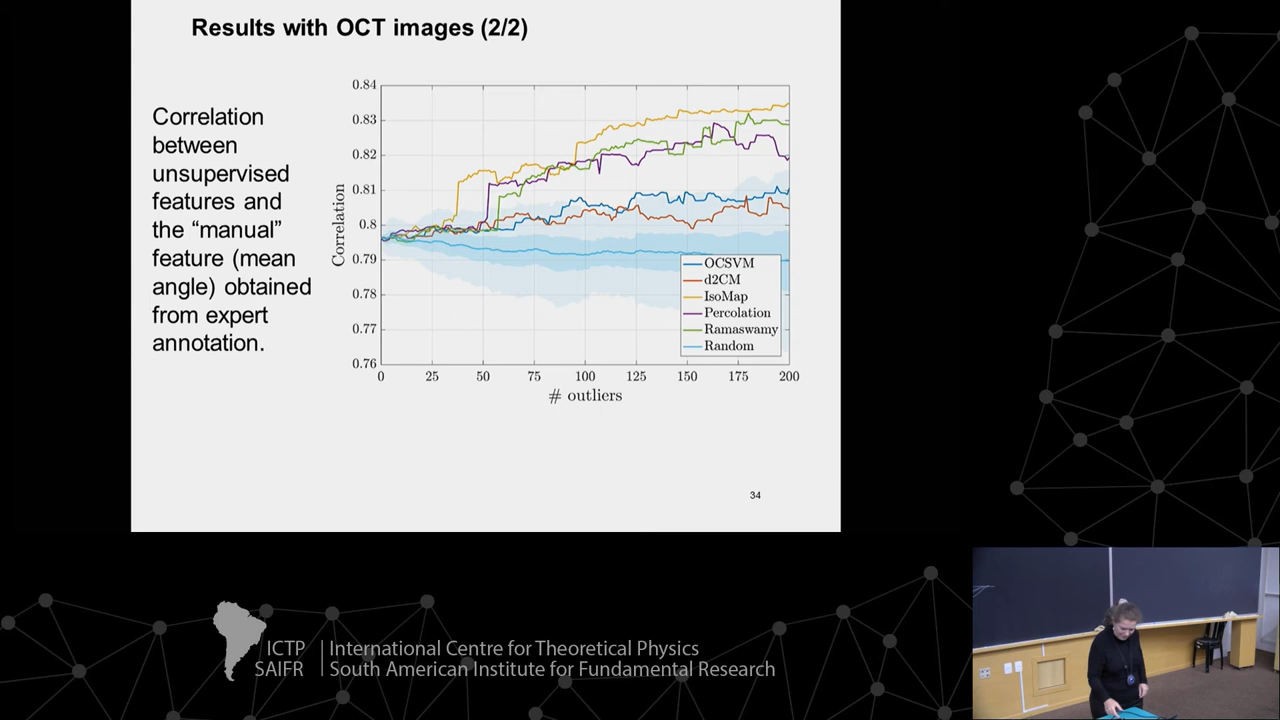 Results with OCT images (2/2)
Correlation
between
unsupervised
features and
the “manual”
feature (mean
angle) obtained
from expert
annotation.
0.84
0.83
0.82
0.81
0.8
0.79
0.78
0.77
0.76
Correlation
0 25 50 75 100 125 150 175 200
# outliers
OCSVM
d2CM
IsoMap
Percolation
Ramaswamy
Random
34
ICTP
SAIFR
International Centre for Theoretical Physics
South American Institute for Fundamental Research